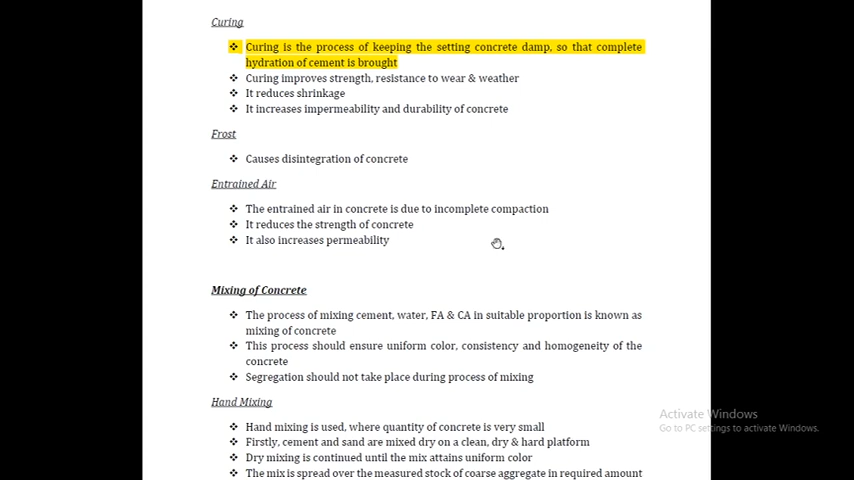 Curing
❖ Curing is the process of keeping the setting concrete damp, so that complete
hydration of cement is brought
❖ Curing improves strength, resistance to wear & weather
❖ It reduces shrinkage
❖ It increases impermeability and durability of concrete
Frost
❖ Causes disintegration of concrete
Entrained Air
❖ The entrained air in concrete is due to incomplete compaction
❖ It reduces the strength of concrete
❖ It also increases permeability
Mixing of Concrete
❖ The process of mixing cement, water, FA & CA in suitable proportion is known as
mixing of concrete
❖ This process should ensure uniform color, consistency and homogeneity of the
concrete
❖ Segregation should not take place during process of mixing
Hand Mixing
❖ Hand mixing is used, where quantity of concrete is very small
❖ Firstly, cement and sand are mixed dry on a clean, dry & hard platform
❖ Dry mixing is continued until the mix attains uniform color
❖ The mix is spread over the measured stock of coarse aggregate in required amount
Activate Windows
Go to PC settings to activate Windows.